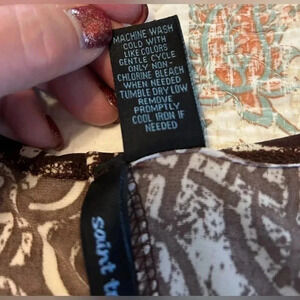 MACHINE WASH
COLD WITH
LIKE COLORS
GENTLE CYCLE
ONLY NON-
CHLORINE BLEACH
WHEN NEEDED
TUMBLE DRY LOW
REMOVE
PROMPTLY
COOL IRON IF
NEEDED
saint